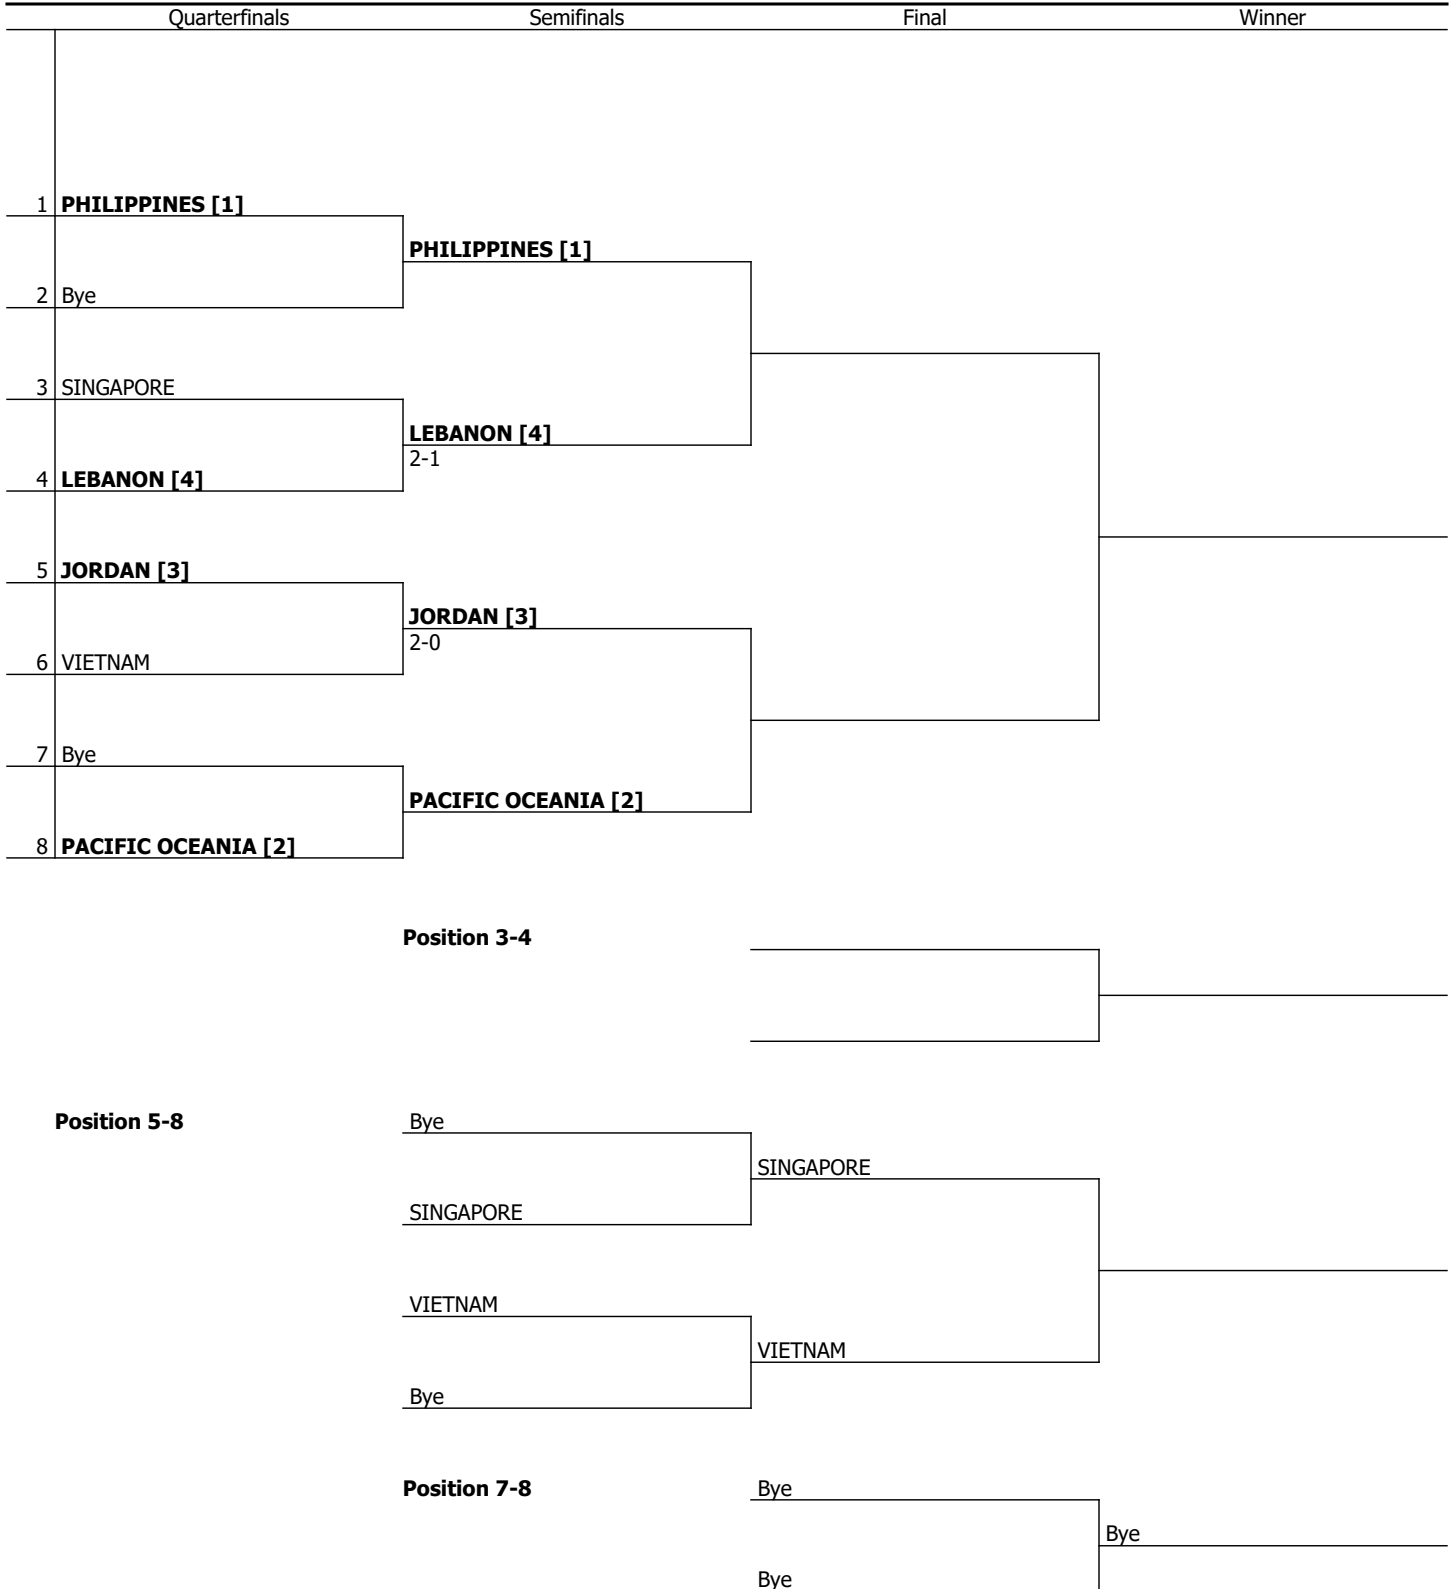 Quarterfinals Semifinals Final Winner
1 PHILIPPINES [1]
PHILIPPINES [1]
2 Bye
3 SINGAPORE
LEBANON [4]
2-1
4 LEBANON [4]
5 JORDAN [3]
JORDAN [3]
2-0
6 VIETNAM
7 Bye
PACIFIC OCEANIA [2]
8 PACIFIC OCEANIA [2]
Position 3-4
Position 5-8 Bye
SINGAPORE
SINGAPORE
VIETNAM
VIETNAM
Bye
Position 7-8 Bye
Bye
Bye